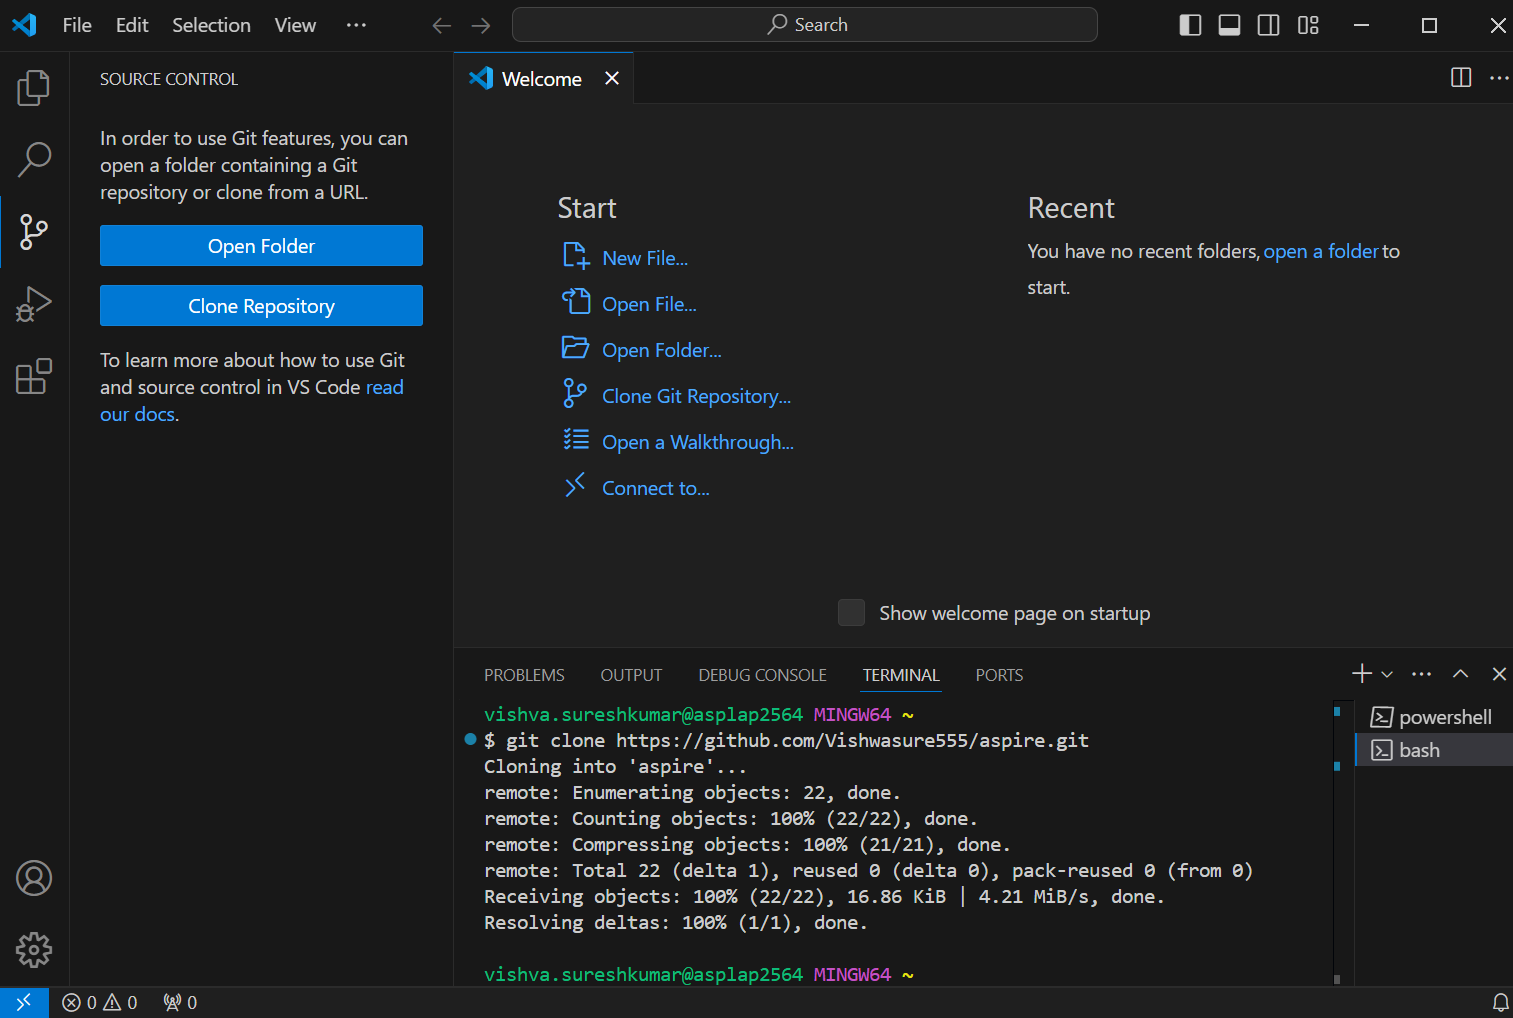 File Edit Selection View ···
Search
SOURCE CONTROL
In order to use Git features, you can
open a folder containing a Git
repository or clone from a URL.
Open Folder
Clone Repository
To learn more about how to use Git
and source control in VS Code read
our docs.
Welcome
Start
New File...
Open File...
Open Folder...
Clone Git Repository...
Open a Walkthrough...
Connect to...
Recent
You have no recent folders, open a folder to
start.
Show welcome page on startup
PROBLEMS OUTPUT DEBUG CONSOLE TERMINAL PORTS
vishva.sureshkumar@asplap2564 MINGW64 ~
$ git clone https://github.com/Vishwasure555/aspire.git
Cloning into 'aspire'...
remote: Enumerating objects: 22, done.
remote: Counting objects: 100% (22/22), done.
remote: Compressing objects: 100% (21/21), done.
remote: Total 22 (delta 1), reused 0 (delta 0), pack-reused 0 (from 0)
Receiving objects: 100% (22/22), 16.86 KiB | 4.21 MiB/s, done.
Resolving deltas: 100% (1/1), done.
vishva.sureshkumar@asplap2564 MINGW64 ~
powershell
bash
0 0 0